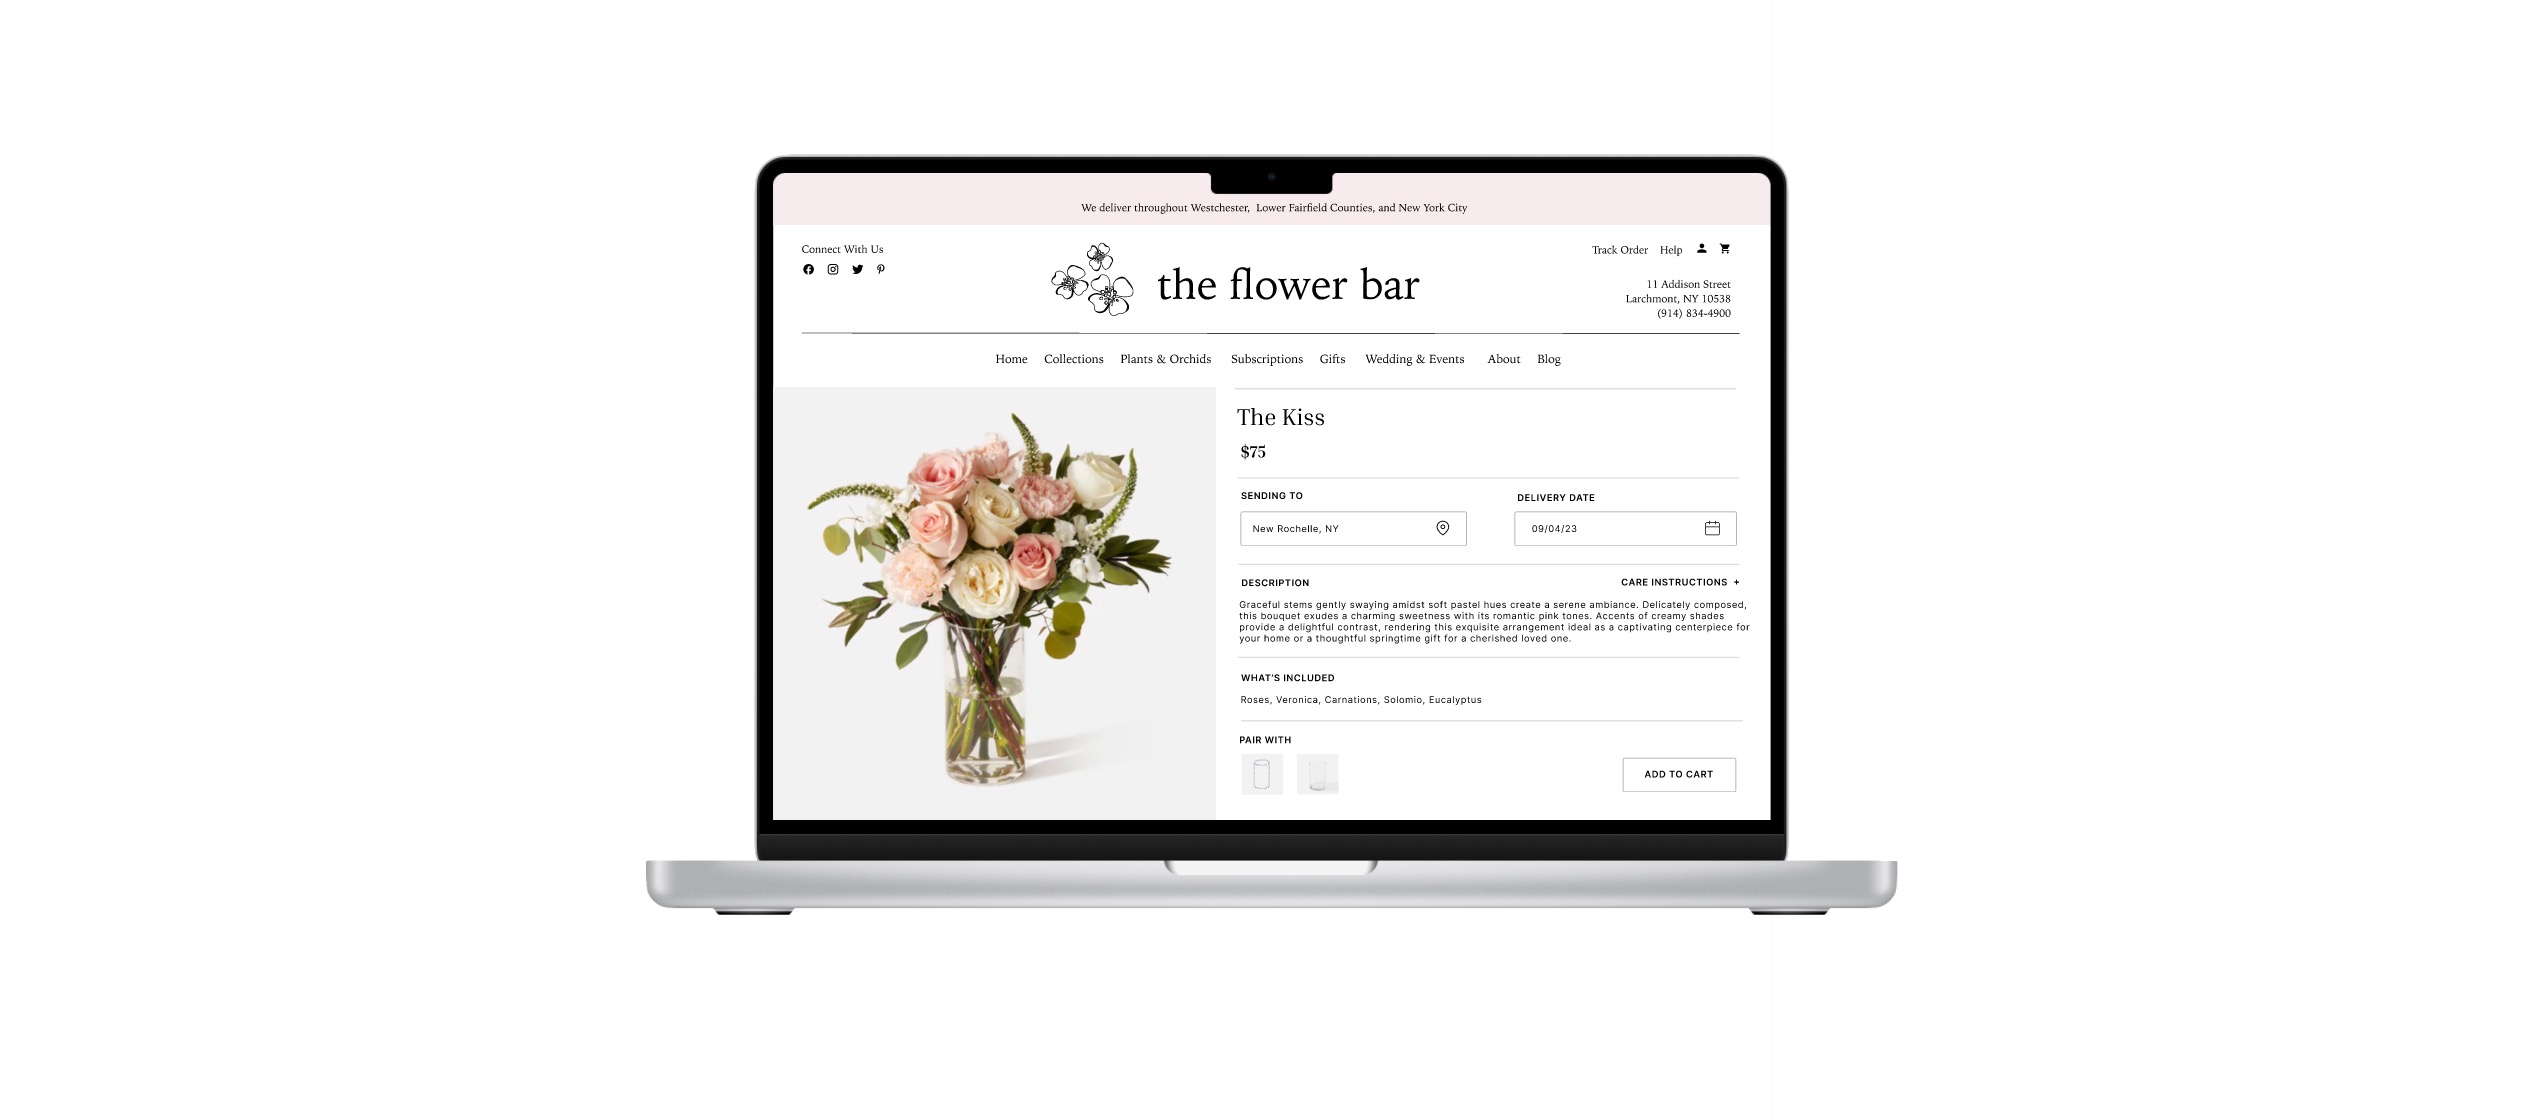 We deliver throughout Westchester, Lower Fairfield Counties, and New York City
Connect With Us
the flower bar
Track Order Help
11 Addison Street
Larchmont, NY 10538
(914) 834-4900
Home Collections Plants & Orchids Subscriptions Gifts Wedding & Events About Blog
The Kiss
$75
SENDING TO
DELIVERY DATE
New Rochelle, NY
09/04/23
DESCRIPTION
CARE INSTRUCTIONS +
Graceful stems gently swaying amidst soft pastel hues create a serene ambiance. Delicately composed,
this bouquet exudes a charming sweetness with its romantic pink tones. Accents of creamy shades
provide a delightful contrast, rendering this exquisite arrangement ideal as a captivating centerpiece for
your home or a thoughtful springtime gift for a cherished loved one.
WHAT'S INCLUDED
Roses, Veronica, Carnations, Solomio, Eucalyptus
PAIR WITH
ADD TO CART